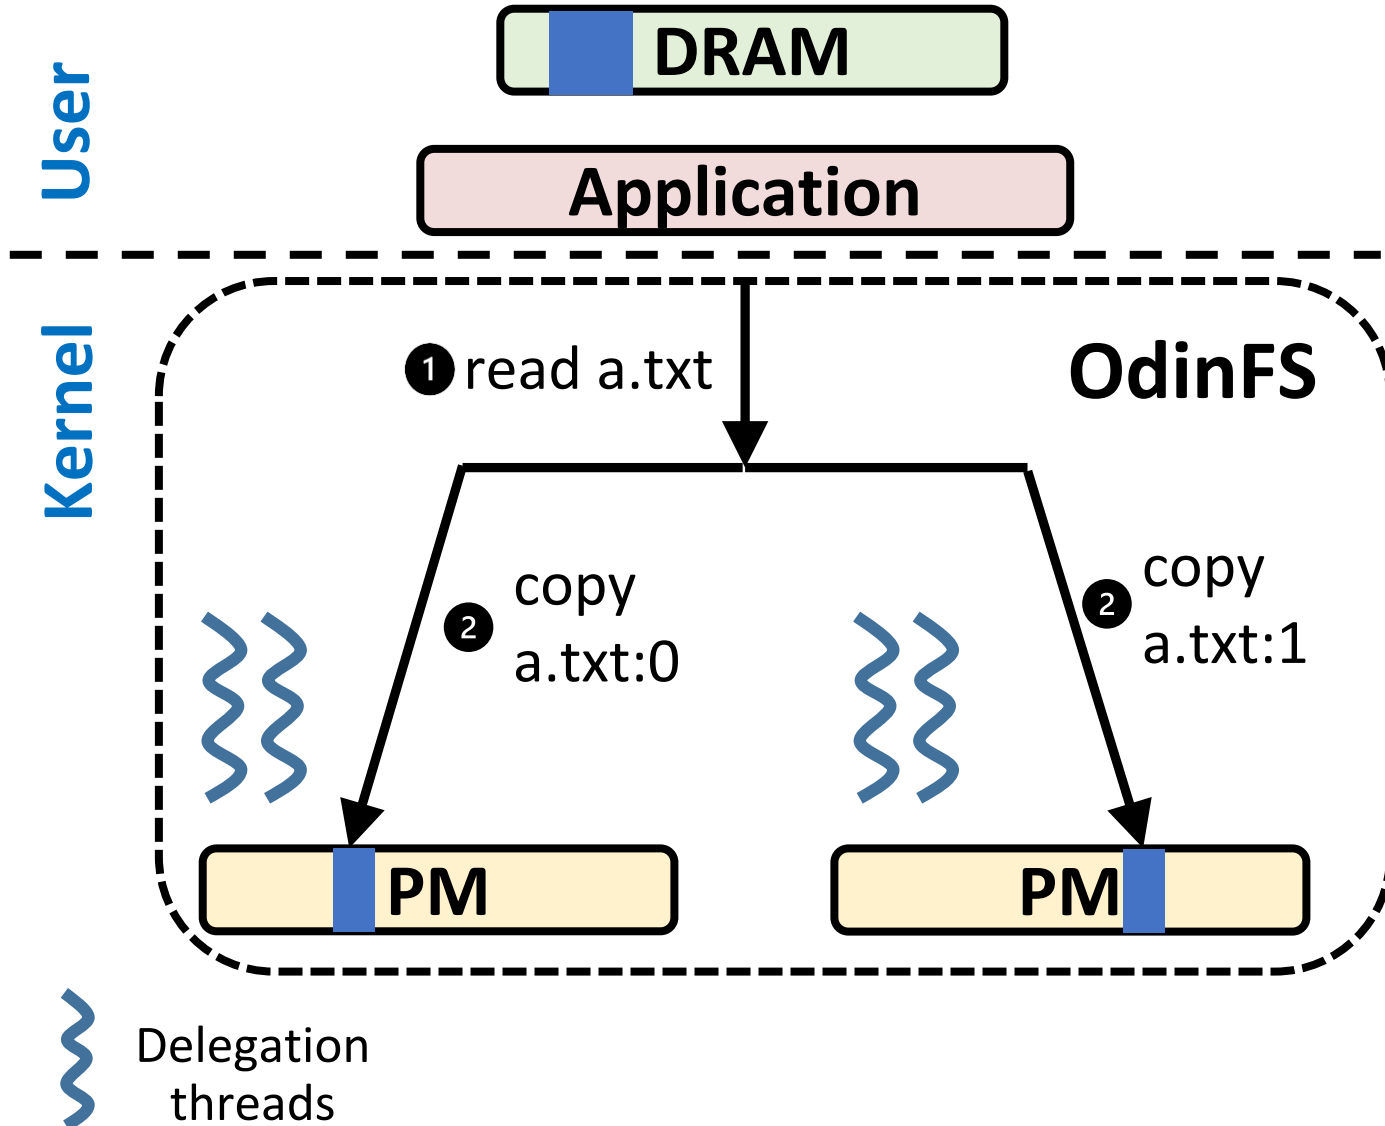 User
DRAM
Application
Kernel
1 read a.txt
OdinFS
2 copy
a.txt:0
2 copy
a.txt:1
PM
PM
Delegation
threads